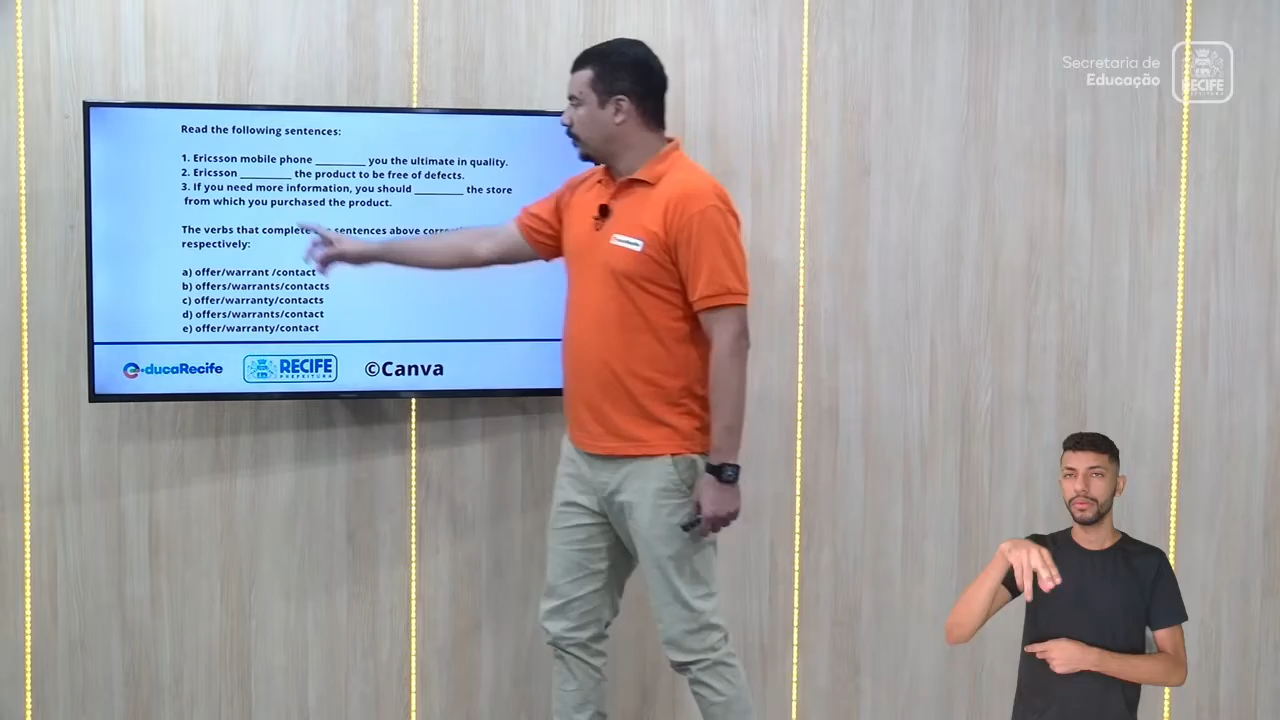 Secretaria de
Educação
RECIFE
PREFEITURA
Read the following sentences:
1. Ericsson mobile phone __________ you the ultimate in quality.
2. Ericsson __________ the product to be free of defects.
3. If you need more information, you should __________ the store
from which you purchased the product.
The verbs that complete sentences above
respectively:
a) offer/warrant /contact
b) offers/warrants/contacts
c) offer/warranty/contacts
d) offers/warrants/contact
e) offer/warranty/contact
e-ducaRecife
RECIFE
PREFEITURA
©Canva